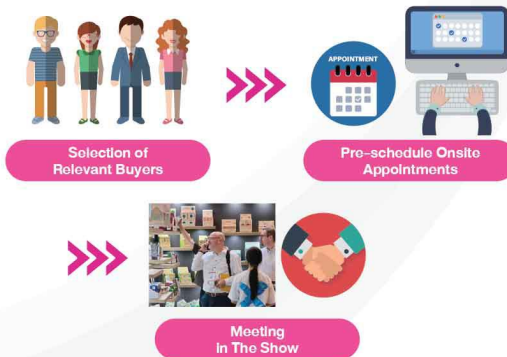 APPOINTMENT
Selection of
Relevant Buyers
Pre-schedule Onsite
Appointments
Meeting
in The Show